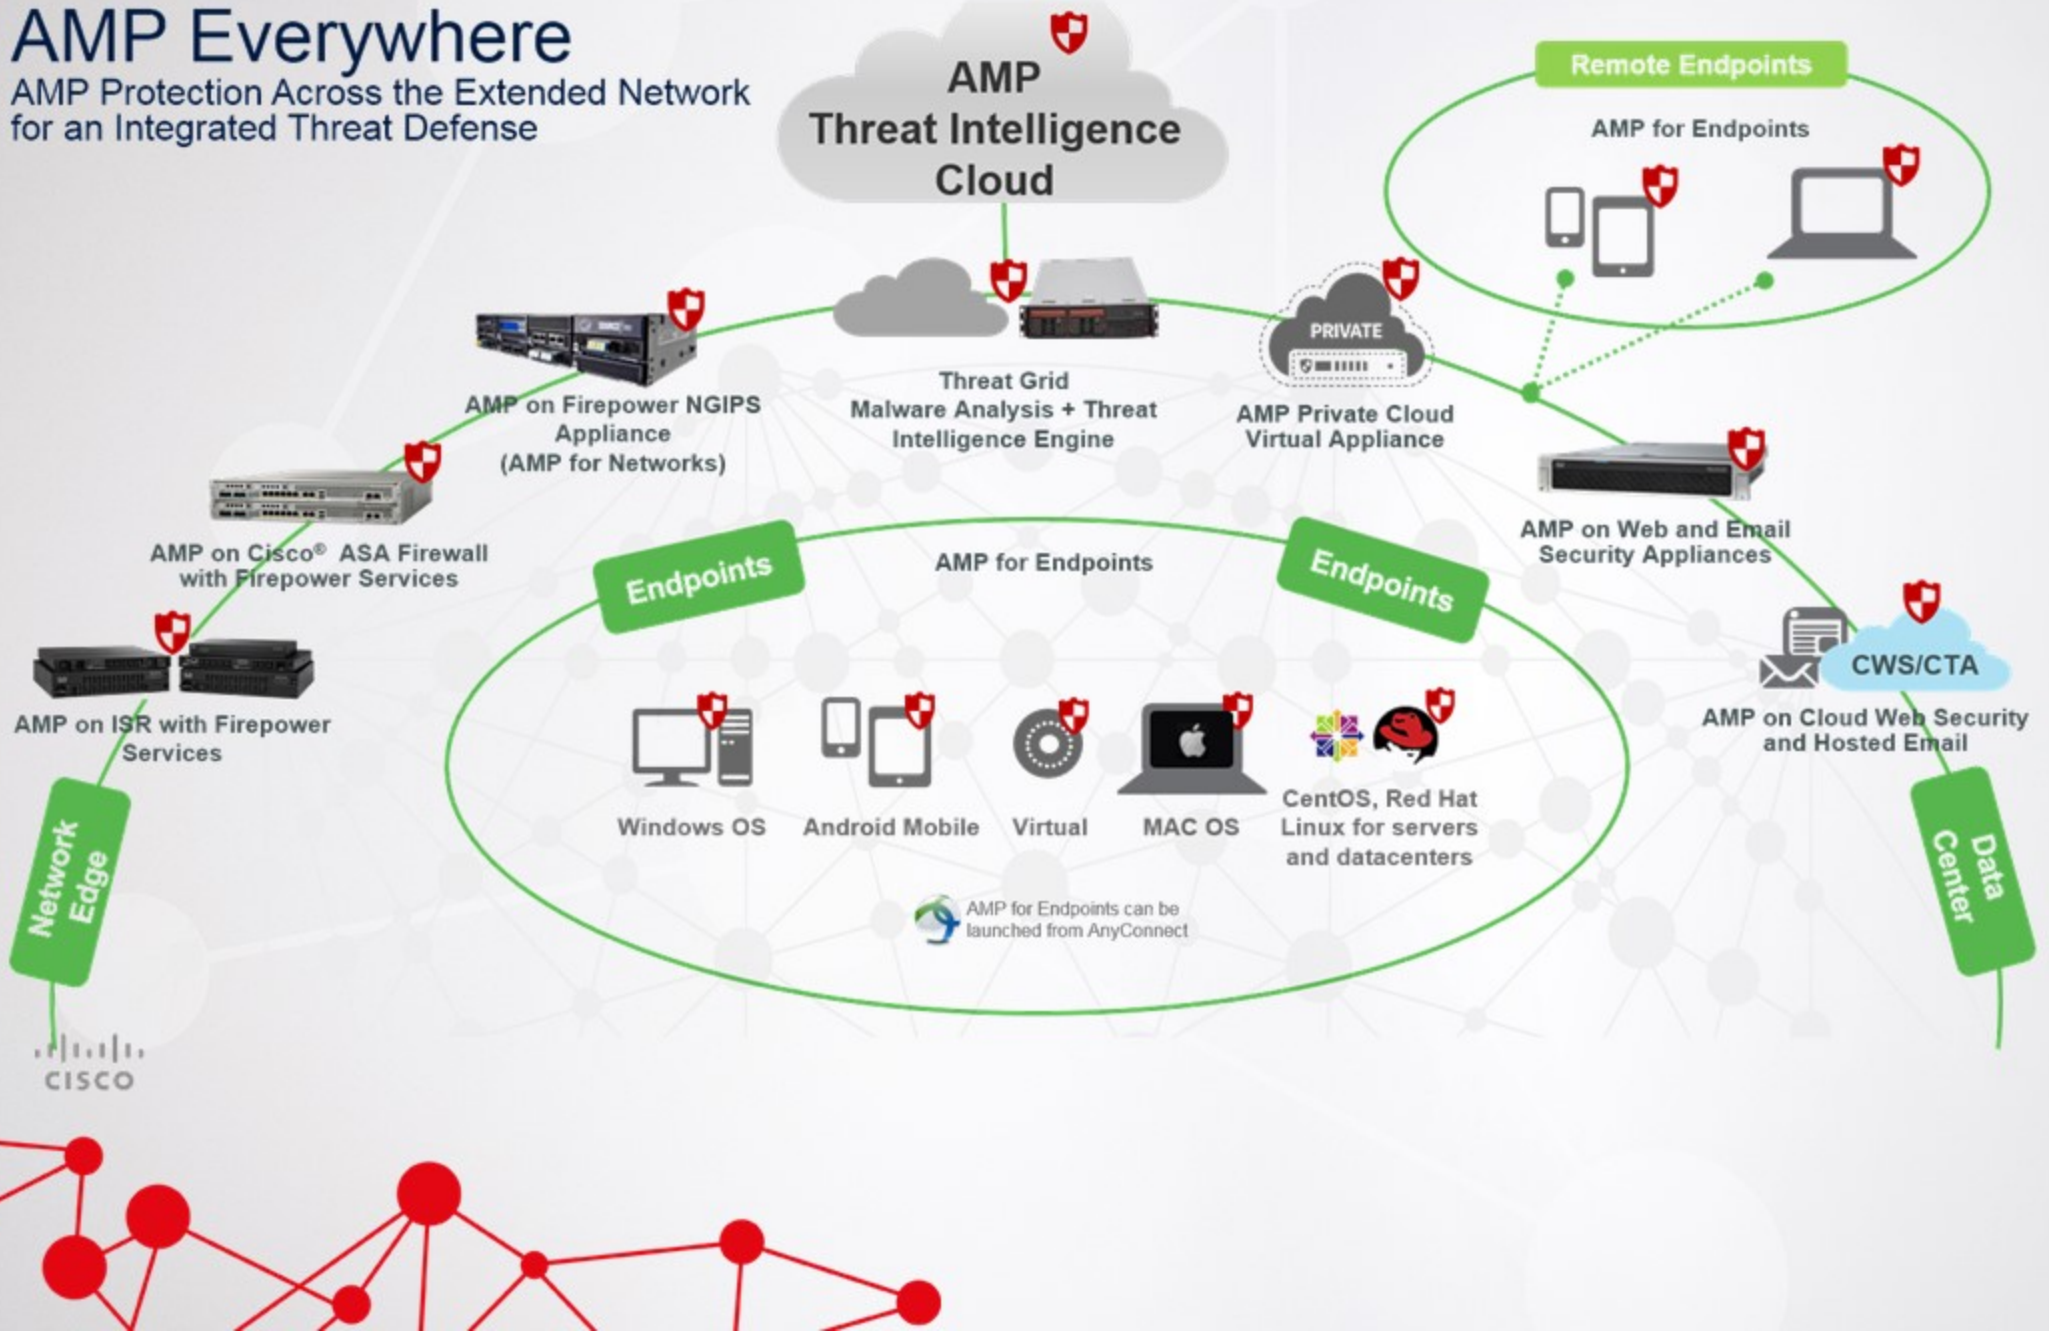 AMP Everywhere
AMP Protection Across the Extended Network
for an Integrated Threat Defense
AMP
Threat Intelligence
Cloud
Remote Endpoints
AMP for Endpoints
AMP on Firepower NGIPS
Appliance
(AMP for Networks)
Threat Grid
Malware Analysis + Threat
Intelligence Engine
PRIVATE
AMP Private Cloud
Virtual Appliance
AMP on Cisco® ASA Firewall
with Firepower Services
AMP on Web and Email
Security Appliances
AMP on ISR with Firepower
Services
CWS/CTA
AMP on Cloud Web Security
and Hosted Email
Endpoints
AMP for Endpoints
Endpoints
Windows OS
Android Mobile
Virtual
MAC OS
CentOS, Red Hat
Linux for servers
and datacenters
AMP for Endpoints can be
launched from AnyConnect
Network
Edge
Data
Center
CISCO